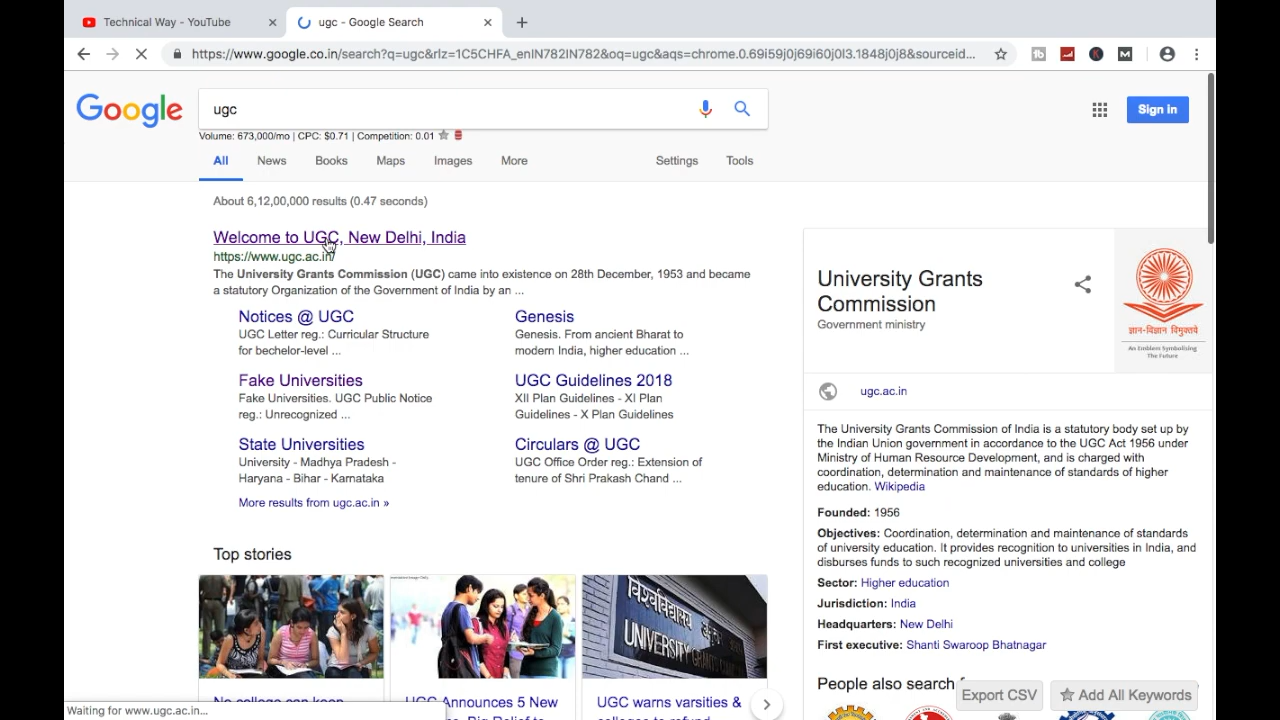 Technical Way - YouTube
ugc - Google Search
https://www.google.co.in/search?q=ugc&rlz=1C5CHFA_enIN782IN782&oq=ugc&aqs=chrome.0.69i59j0j69i60j0l3.1848j0j8&sourceid...
Google
ugc
Sign in
Volume: 673,000/mo | CPC: $0.71 | Competition: 0.01
All
News
Books
Maps
Images
More
Settings
Tools
About 6,12,00,000 results (0.47 seconds)
Welcome to UGC, New Delhi, India
https://www.ugc.ac.in/
The University Grants Commission (UGC) came into existence on 28th December, 1953 and became
a statutory Organization of the Government of India by an ...
Notices @ UGC
UGC Letter reg.: Curricular Structure
for bechelor-level ...
Genesis
Genesis. From ancient Bharat to
modern India, higher education ...
Fake Universities
Fake Universities. UGC Public Notice
reg.: Unrecognized ...
UGC Guidelines 2018
XII Plan Guidelines - XI Plan
Guidelines - X Plan Guidelines
State Universities
University - Madhya Pradesh -
Haryana - Bihar - Karnataka
Circulars @ UGC
UGC Office Order reg.: Extension of
tenure of Shri Prakash Chand ...
More results from ugc.ac.in »
Top stories
विश्वविद्यालय अनुदान
UNIVERSITY GRANTS
No college can keep
UGC Announces 5 New
UGC warns varsities &
Waiting for www.ugc.ac.in...
University Grants
Commission
Government ministry
ज्ञान-विज्ञान विमुक्तये
An Emblem Symbolising
The Future
ugc.ac.in
The University Grants Commission of India is a statutory body set up by
the Indian Union government in accordance to the UGC Act 1956 under
Ministry of Human Resource Development, and is charged with
coordination, determination and maintenance of standards of higher
education. Wikipedia
Founded: 1956
Objectives: Coordination, determination and maintenance of standards
of university education. It provides recognition to universities in India, and
disburses funds to such recognized universities and college
Sector: Higher education
Jurisdiction: India
Headquarters: New Delhi
First executive: Shanti Swaroop Bhatnagar
People also search f
Export CSV
Add All Keywords